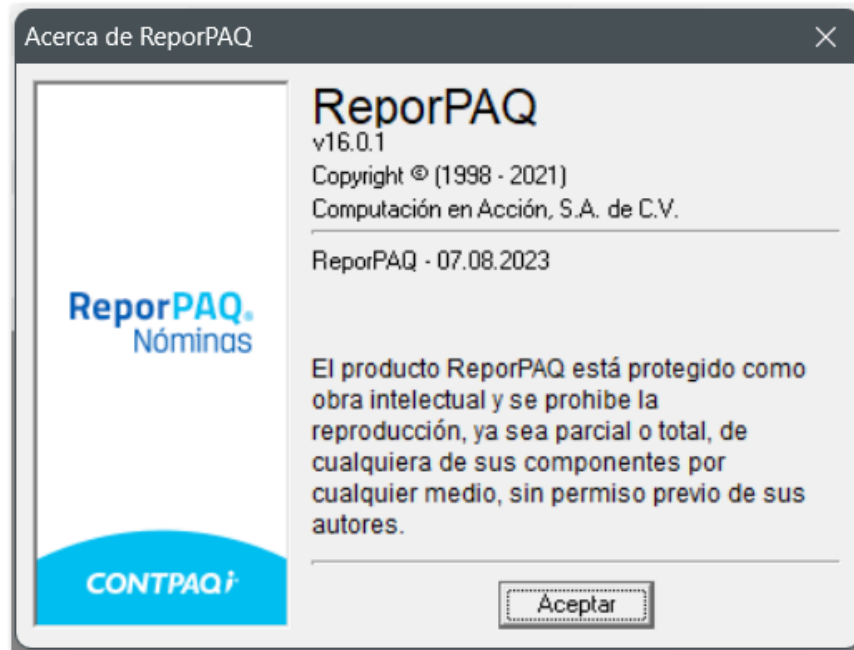 Acerca de ReporPAQ
ReporPAQ
v16.0.1
Copyright © (1998 - 2021)
Computación en Acción, S.A. de C.V.
ReporPAQ - 07.08.2023
ReporPAQ®
Nóminas
El producto ReporPAQ está protegido como
obra intelectual y se prohibe la
reproducción, ya sea parcial o total, de
cualquiera de sus componentes por
cualquier medio, sin permiso previo de sus
autores.
CONTPAQi
Aceptar